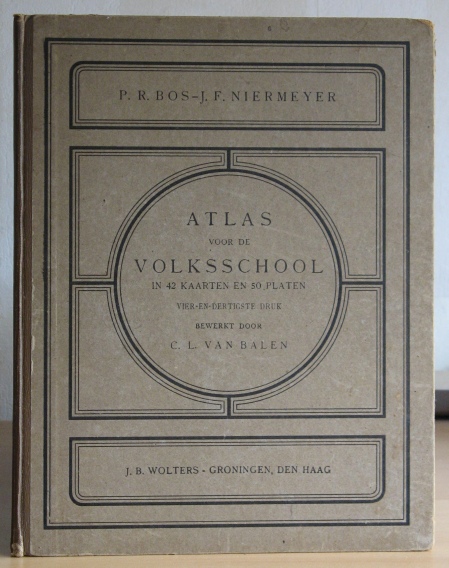 P. R. BOS–J. F. NIERMEYER
ATLAS
VOOR DE
VOLKSSCHOOL
IN 42 KAARTEN EN 50 PLATEN
VIER-EN-DERTIGSTE DRUK
BEWERKT DOOR
C. L. VAN BALEN
J. B. WOLTERS - GRONINGEN, DEN HAAG